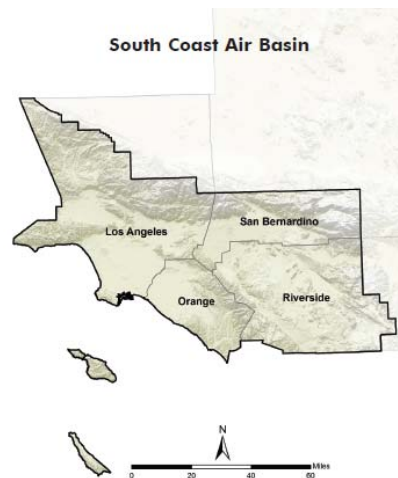 South Coast Air Basin
San Bernardino
Los Angeles
Riverside
Orange
N
Miles
0 20 40 60